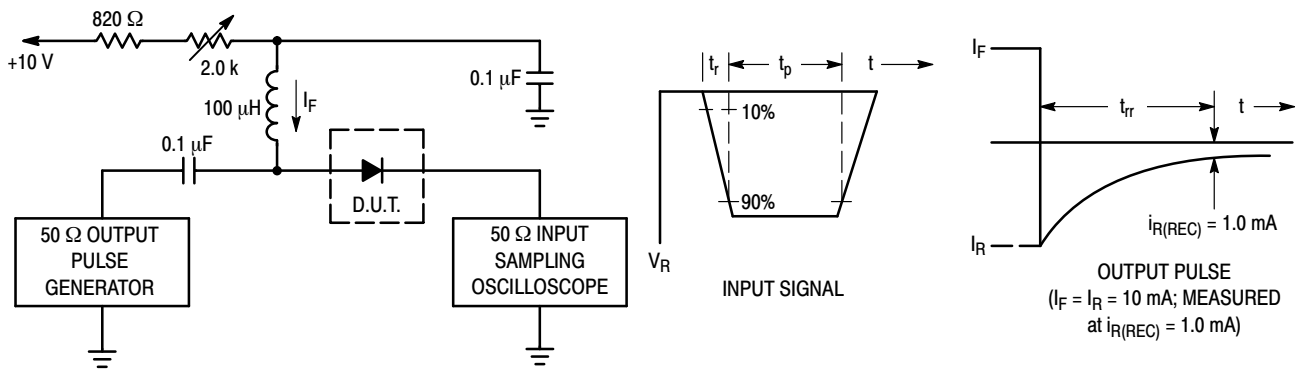 820 Ω
+10 V
2.0 k
100 μH
I_F
0.1 μF
0.1 μF
D.U.T.
50 Ω OUTPUT
PULSE
GENERATOR
50 Ω INPUT
SAMPLING
OSCILLOSCOPE
t_r
t_p
t
10%
90%
V_R
INPUT SIGNAL
I_F
t_rr
t
I_R
i_R(REC) = 1.0 mA
OUTPUT PULSE
(I_F = I_R = 10 mA; MEASURED
at i_R(REC) = 1.0 mA)